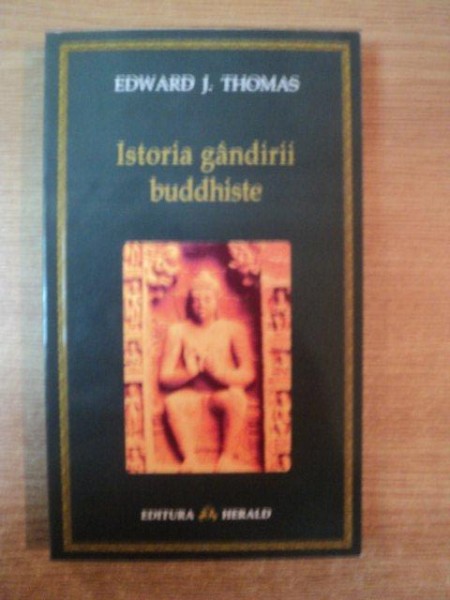 EDWARD J. THOMAS
Istoria gândirii
buddhiste
EDITURA HERALD